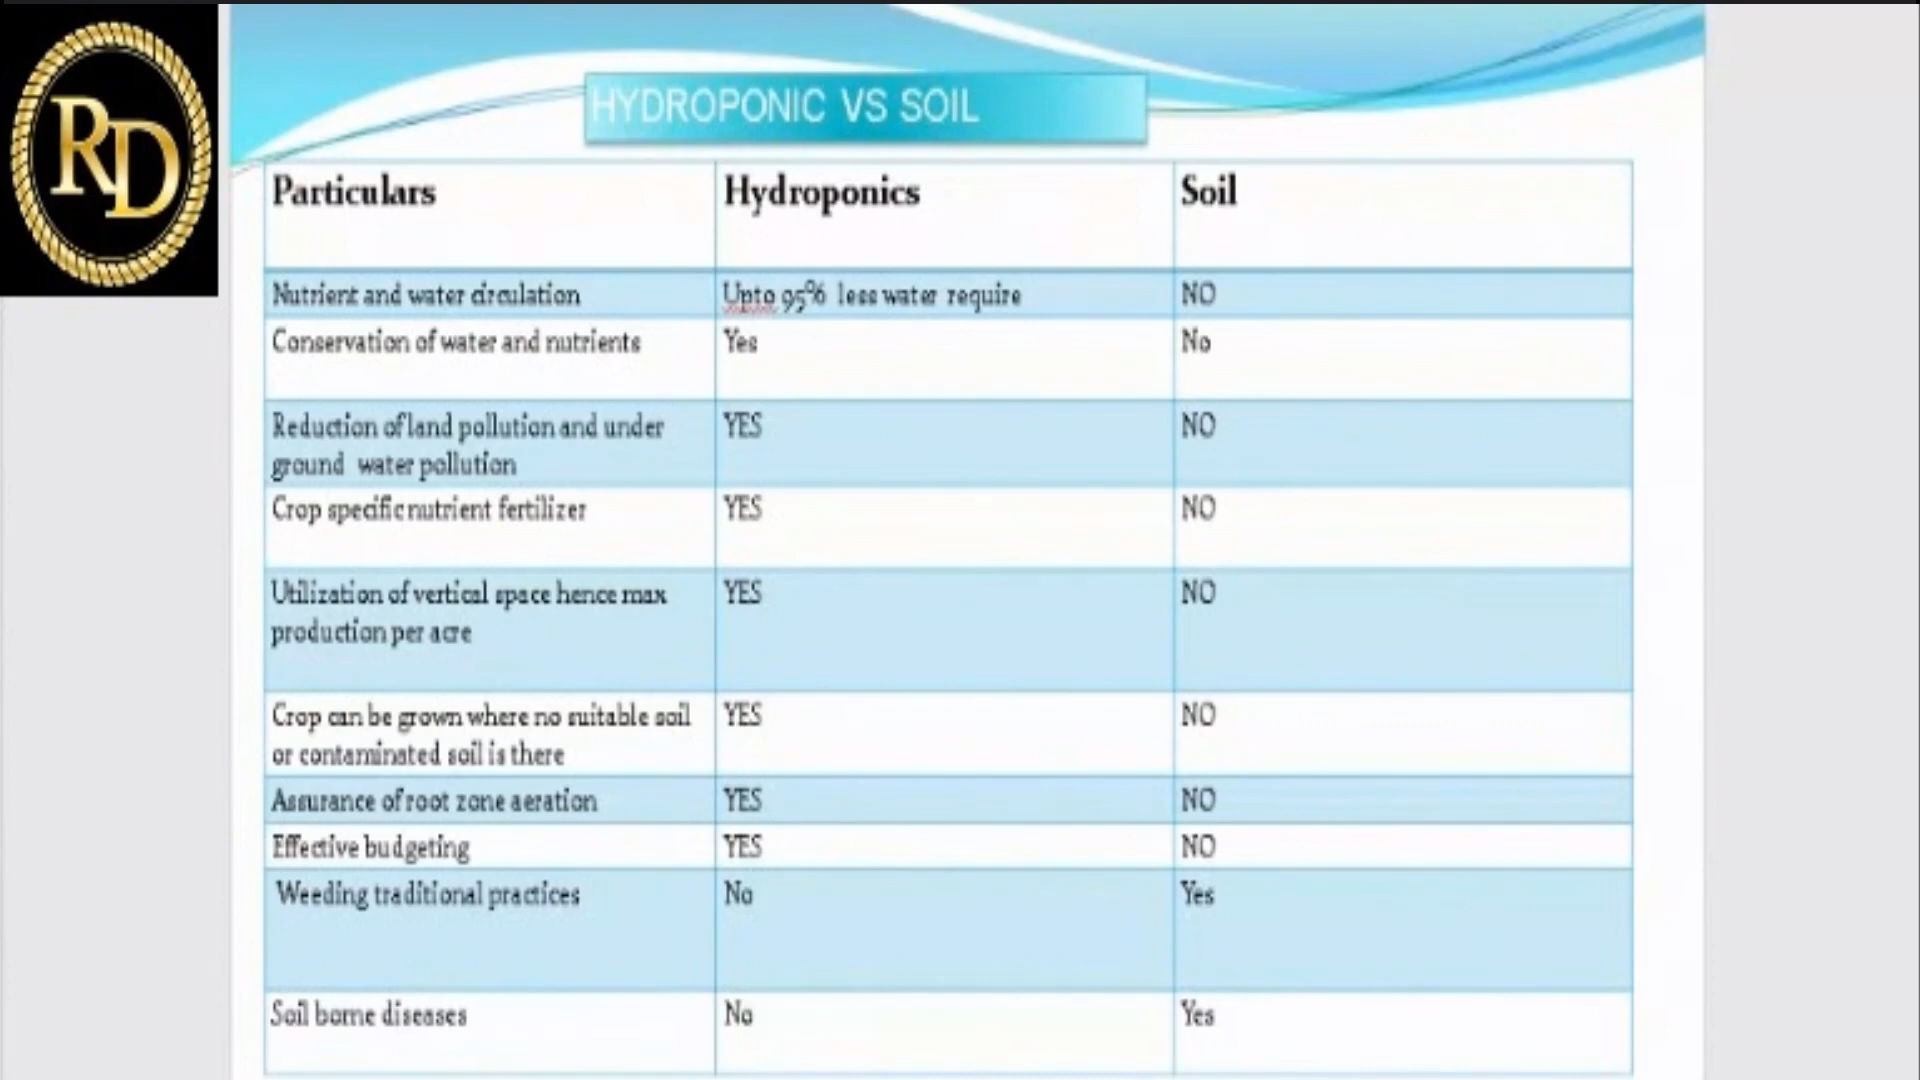 RD
HYDROPONIC VS SOIL
Particulars Hydroponics Soil
Nutrient and water circulation Upto 95% less water require NO
Conservation of water and nutrients Yes No
Reduction of land pollution and under YES NO
ground water pollution
Crop specific nutrient fertilizer YES NO
Utilization of vertical space hence max YES NO
production per acre
Crop can be grown where no suitable soil YES NO
or contaminated soil is there
Assurance of root zone aeration YES NO
Effective budgeting YES NO
Weeding traditional practices No Yes
Soil borne diseases No Yes